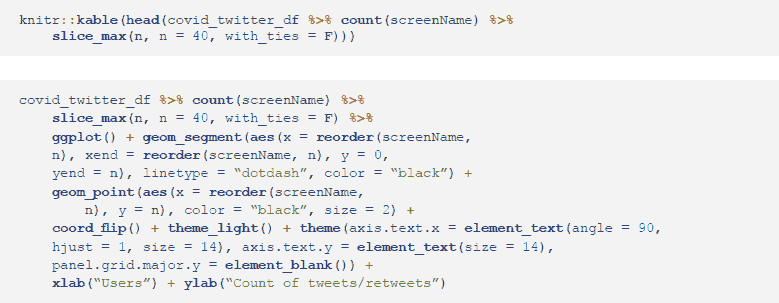 knitr::kable(head(covid_twitter_df %>% count(screenName) %>%
slice_max(n, n = 40, with_ties = F)))
covid_twitter_df %>% count(screenName) %>%
slice_max(n, n = 40, with_ties = F) %>%
ggplot() + geom_segment(aes(x = reorder(screenName,
n), xend = reorder(screenName, n), y = 0,
yend = n), linetype = “dotdash”, color = “black”) +
geom_point(aes(x = reorder(screenName,
n), y = n), color = “black”, size = 2) +
coord_flip() + theme_light() + theme(axis.text.x = element_text(angle = 90,
hjust = 1, size = 14), axis.text.y = element_text(size = 14),
panel.grid.major.y = element_blank()) +
xlab(“Users”) + ylab(“Count of tweets/retweets”)